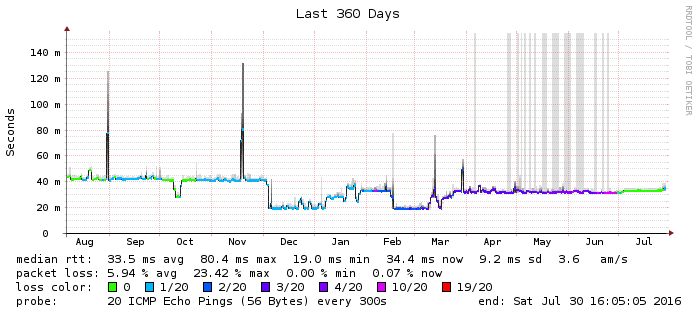 Last 360 Days
RRDTOOL / TOBI OETIKER
Seconds
140 m
120 m
100 m
80 m
60 m
40 m
20 m
0
Aug Sep Oct Nov Dec Jan Feb Mar Apr May Jun Jul
median rtt: 33.5 ms avg 80.4 ms max 19.0 ms min 34.4 ms now 9.2 ms sd 3.6 am/s
packet loss: 5.94 % avg 23.42 % max 0.00 % min 0.07 % now
loss color: 0 1/20 2/20 3/20 4/20 10/20 19/20
probe: 20 ICMP Echo Pings (56 Bytes) every 300s end: Sat Jul 30 16:05:05 2016